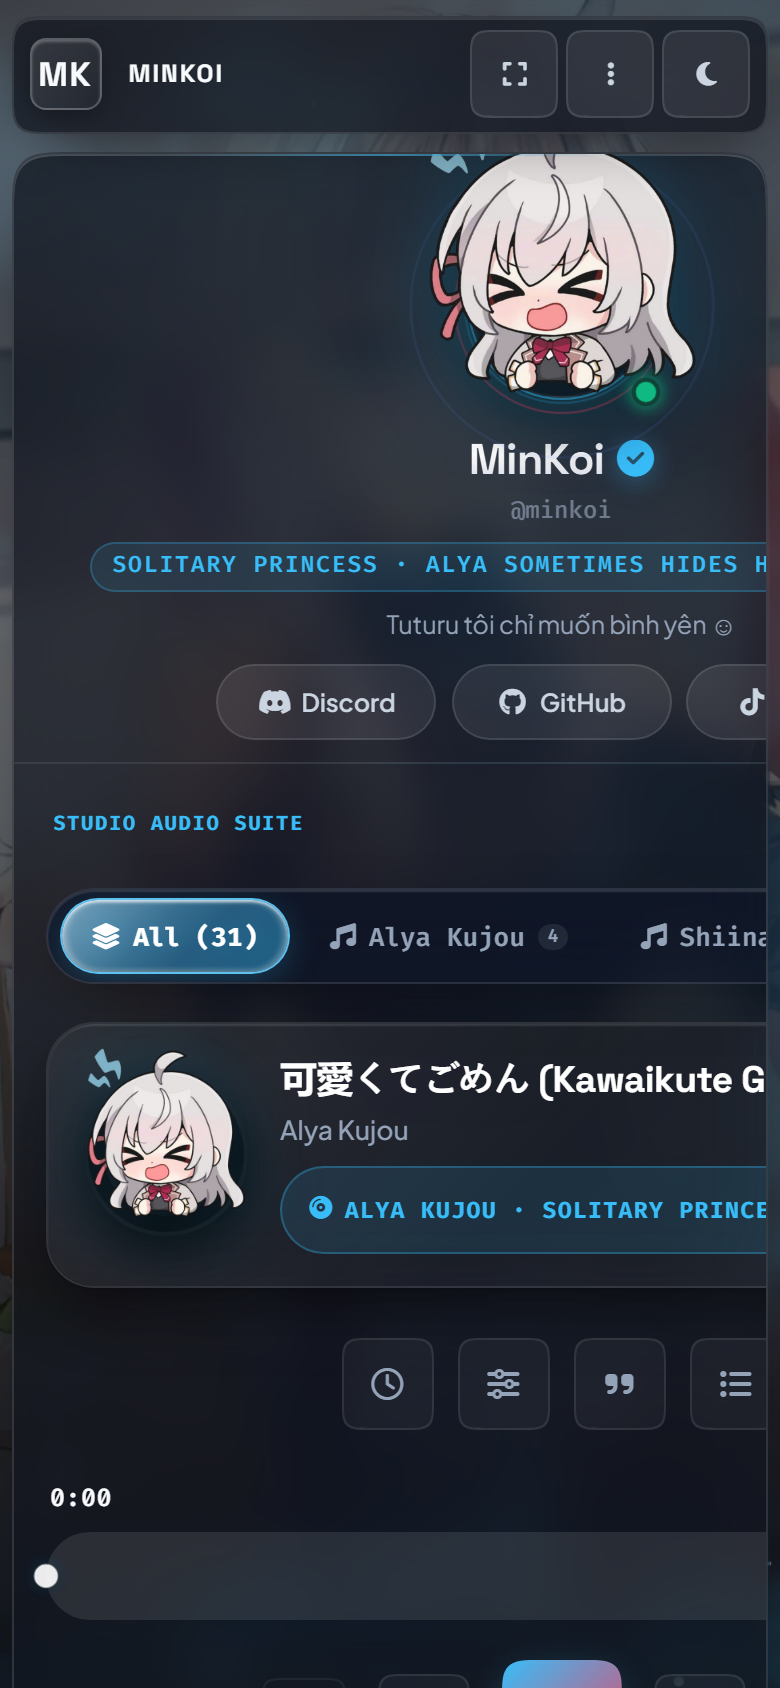 MK MINKOI
MinKoi
@minkoi
SOLITARY PRINCESS · ALYA SOMETIMES HIDES H
Tuturu tôi chỉ muốn bình yên ☺
Discord GitHub
STUDIO AUDIO SUITE
All (31) Alya Kujou 4 Shiina
可愛くてごめん (Kawaikute G
Alya Kujou
ALYA KUJOU · SOLITARY PRINCE
0:00